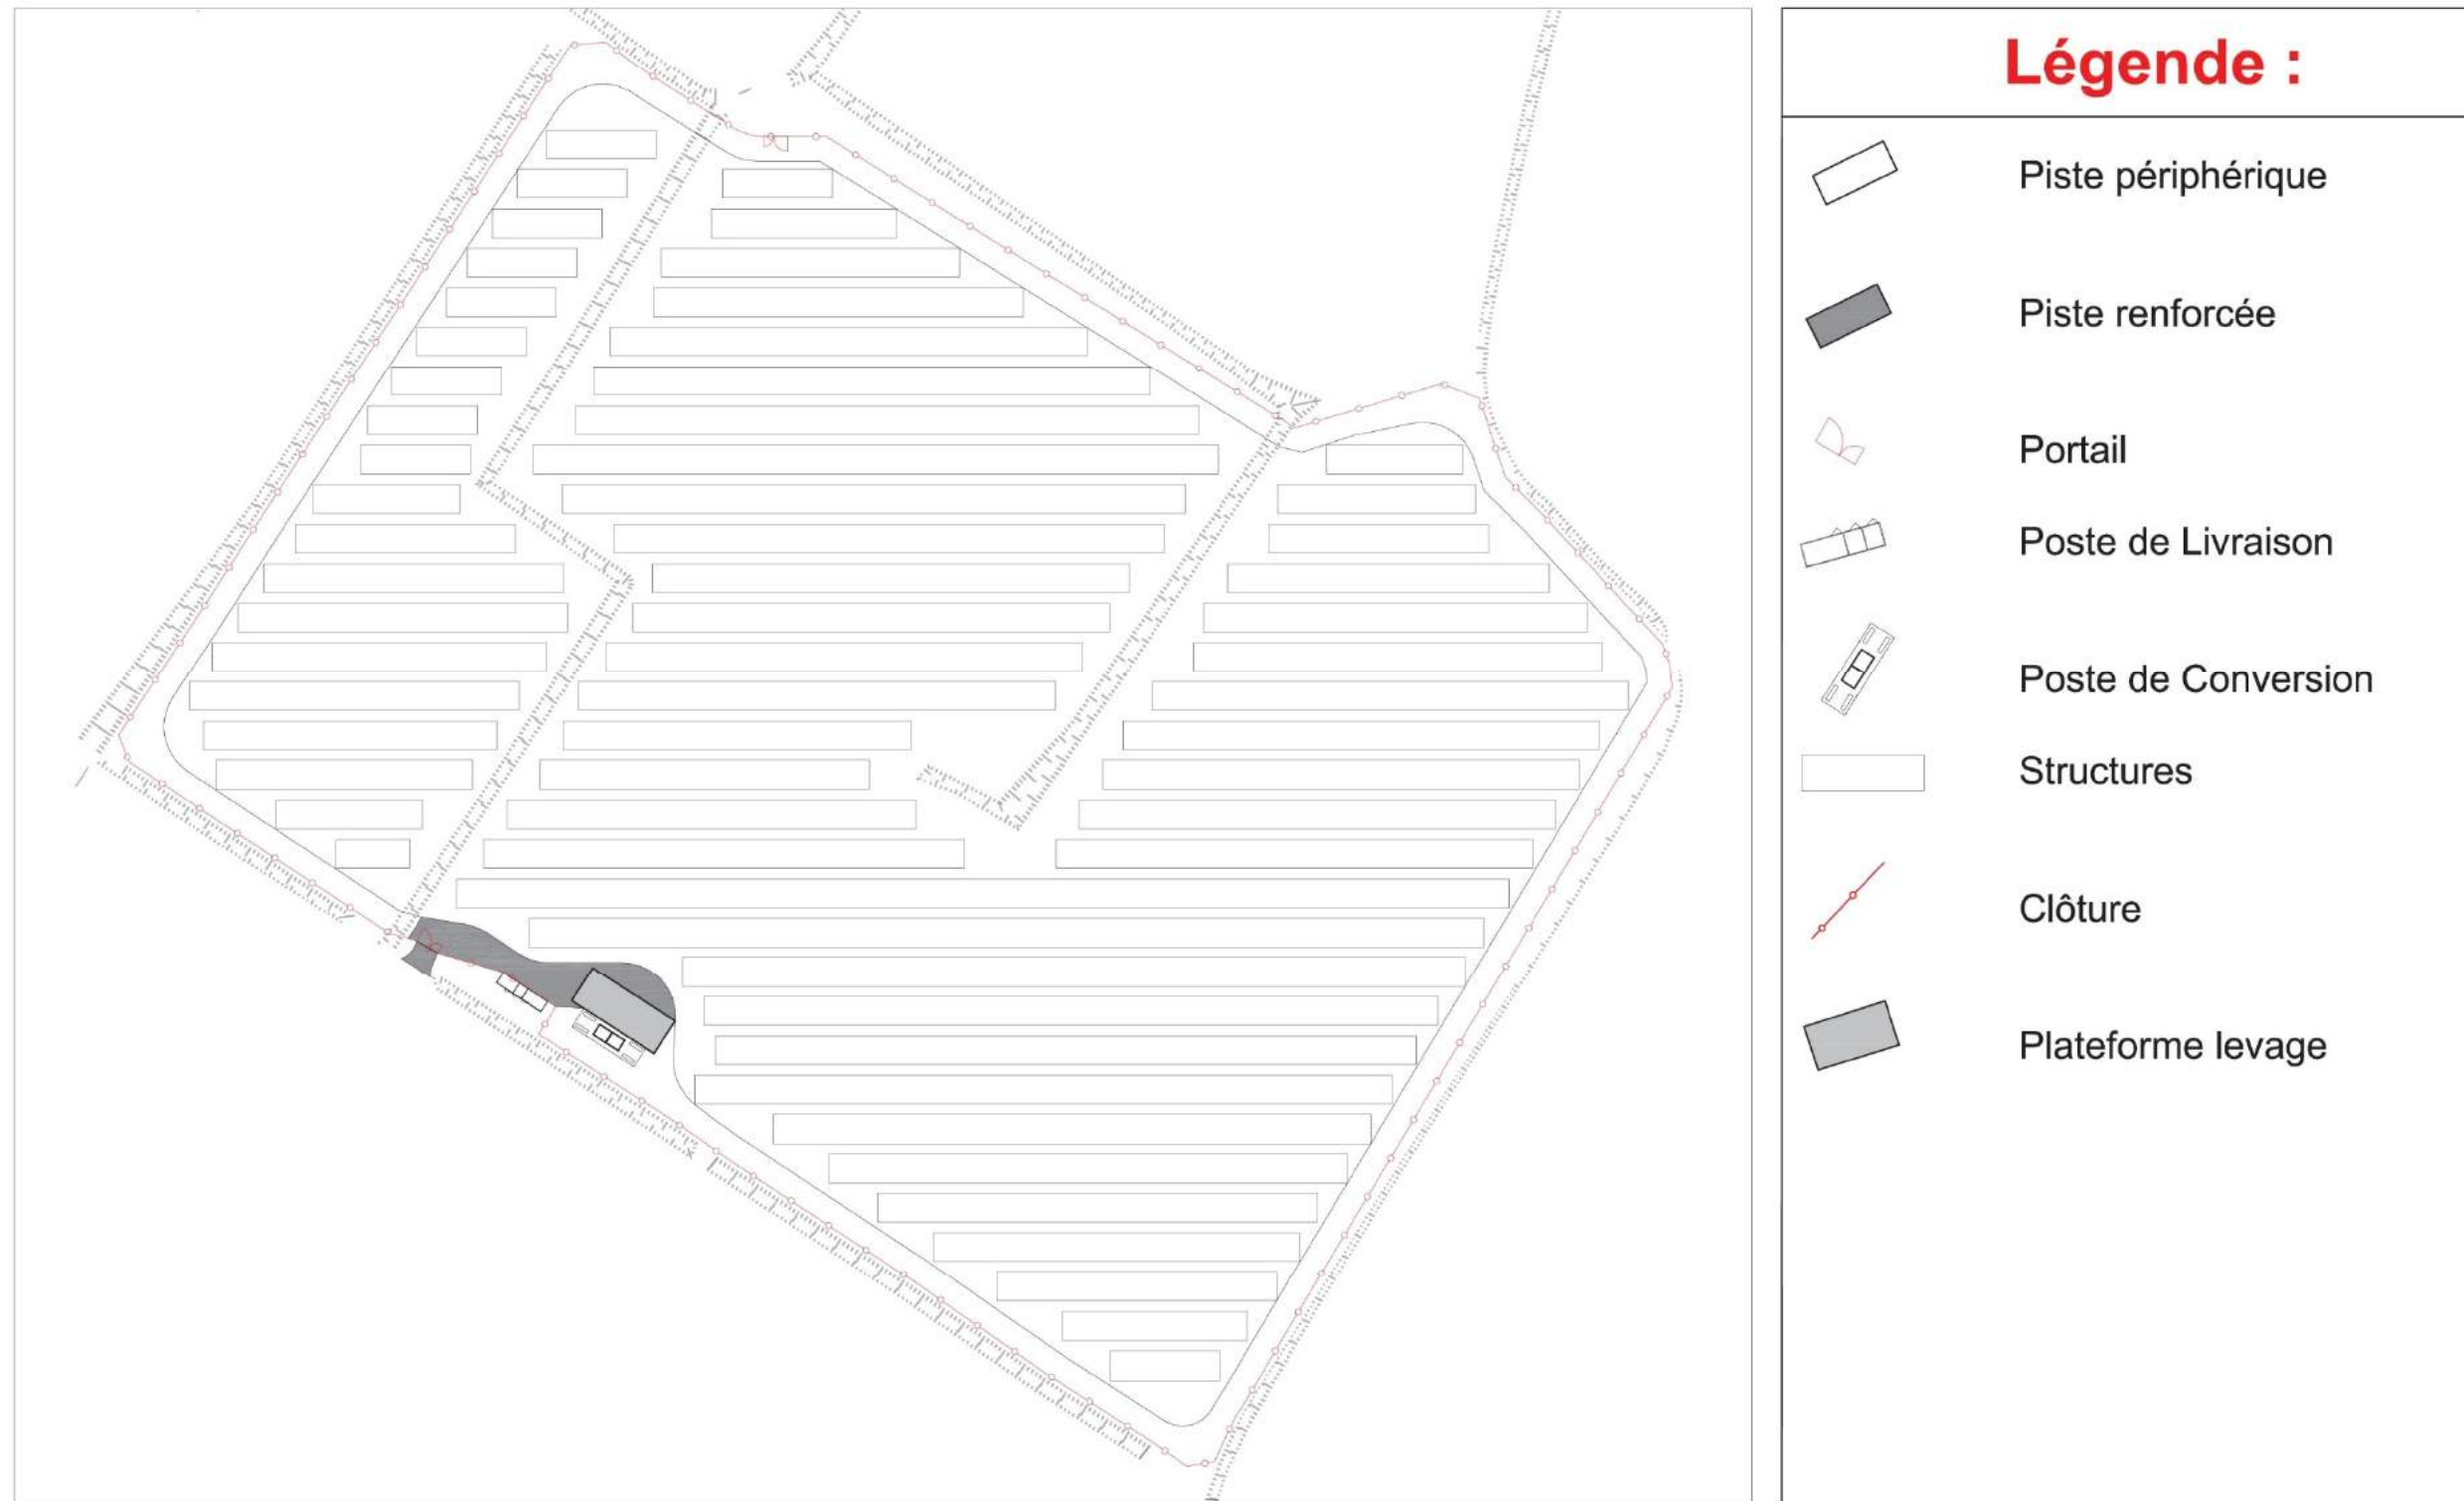 Légende :
Piste périphérique
Piste renforcée
Portail
Poste de Livraison
Poste de Conversion
Structures
Clôture
Plateforme levage